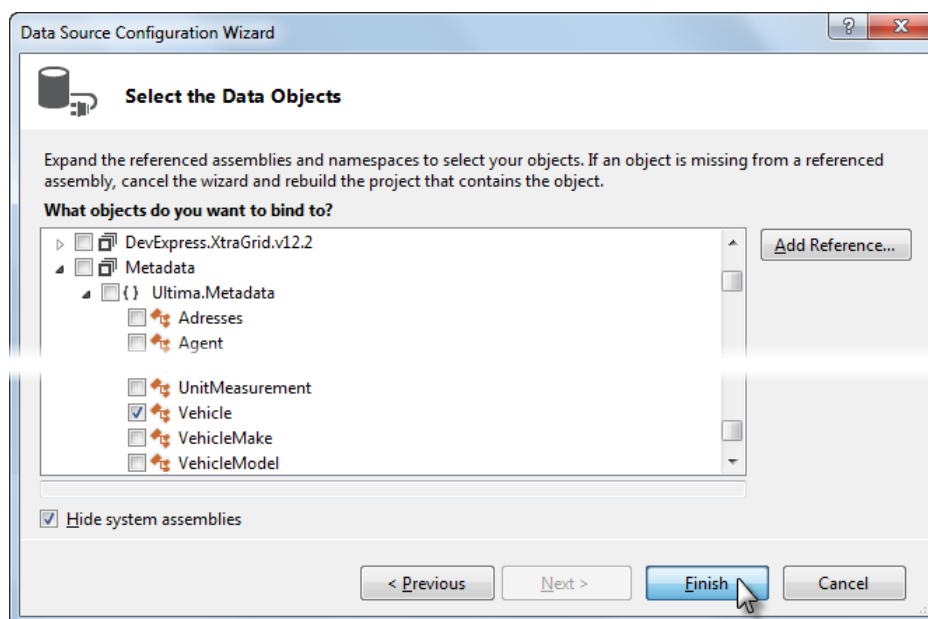 Data Source Configuration Wizard
?
Select the Data Objects
Expand the referenced assemblies and namespaces to select your objects. If an object is missing from a referenced
assembly, cancel the wizard and rebuild the project that contains the object.
What objects do you want to bind to?
DevExpress.XtraGrid.v12.2
Add Reference...
Metadata
{} Ultima.Metadata
Adresses
Agent
UnitMeasurement
Vehicle
VehicleMake
VehicleModel
Hide system assemblies
< Previous
Next >
Finish
Cancel